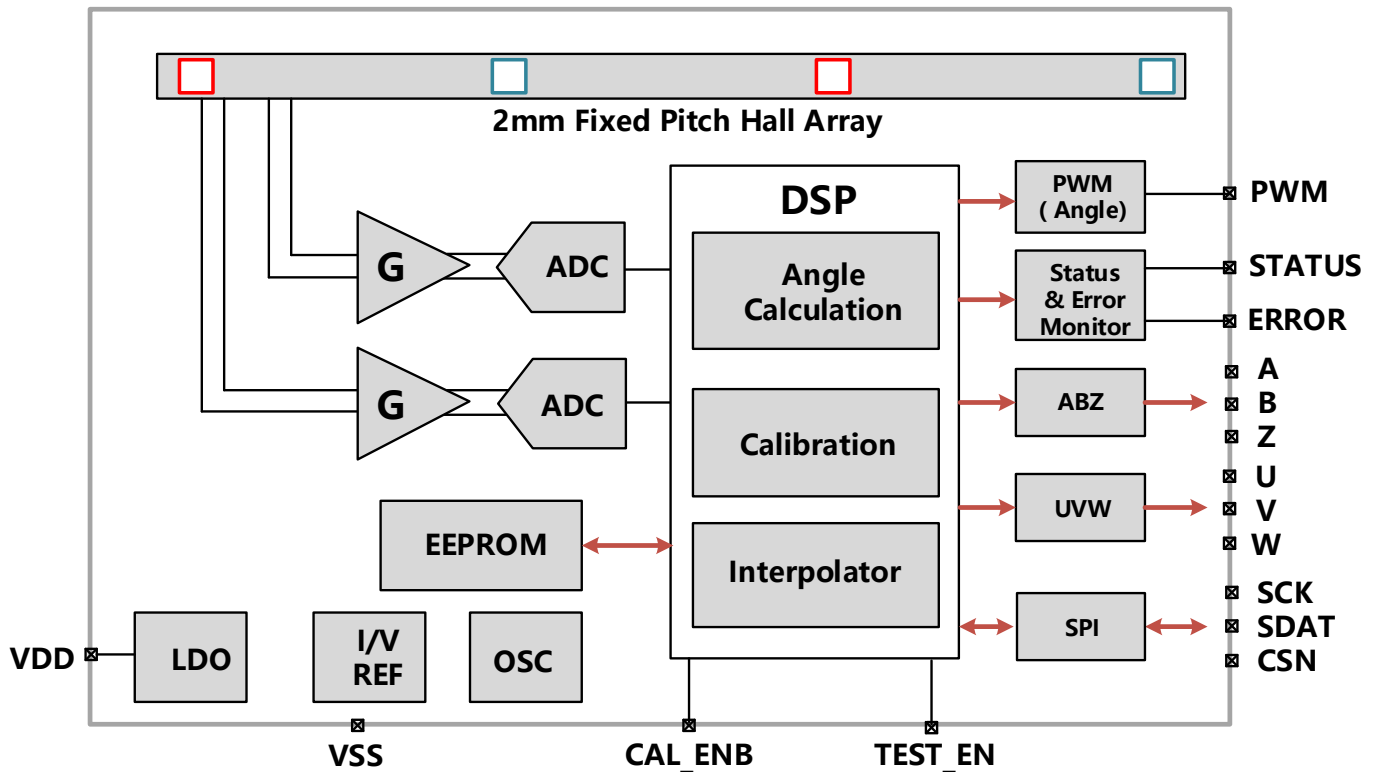 2mm Fixed Pitch Hall Array
DSP
PWM
( Angle)
PWM
G
ADC
Angle
Calculation
Status
& Error
Monitor
STATUS
ERROR
G
ADC
Calibration
ABZ
A
B
Z
EEPROM
Interpolator
UVW
U
V
W
SPI
SCK
SDAT
CSN
VDD
LDO
I/V
REF
OSC
VSS
CAL_ENB
TEST_EN